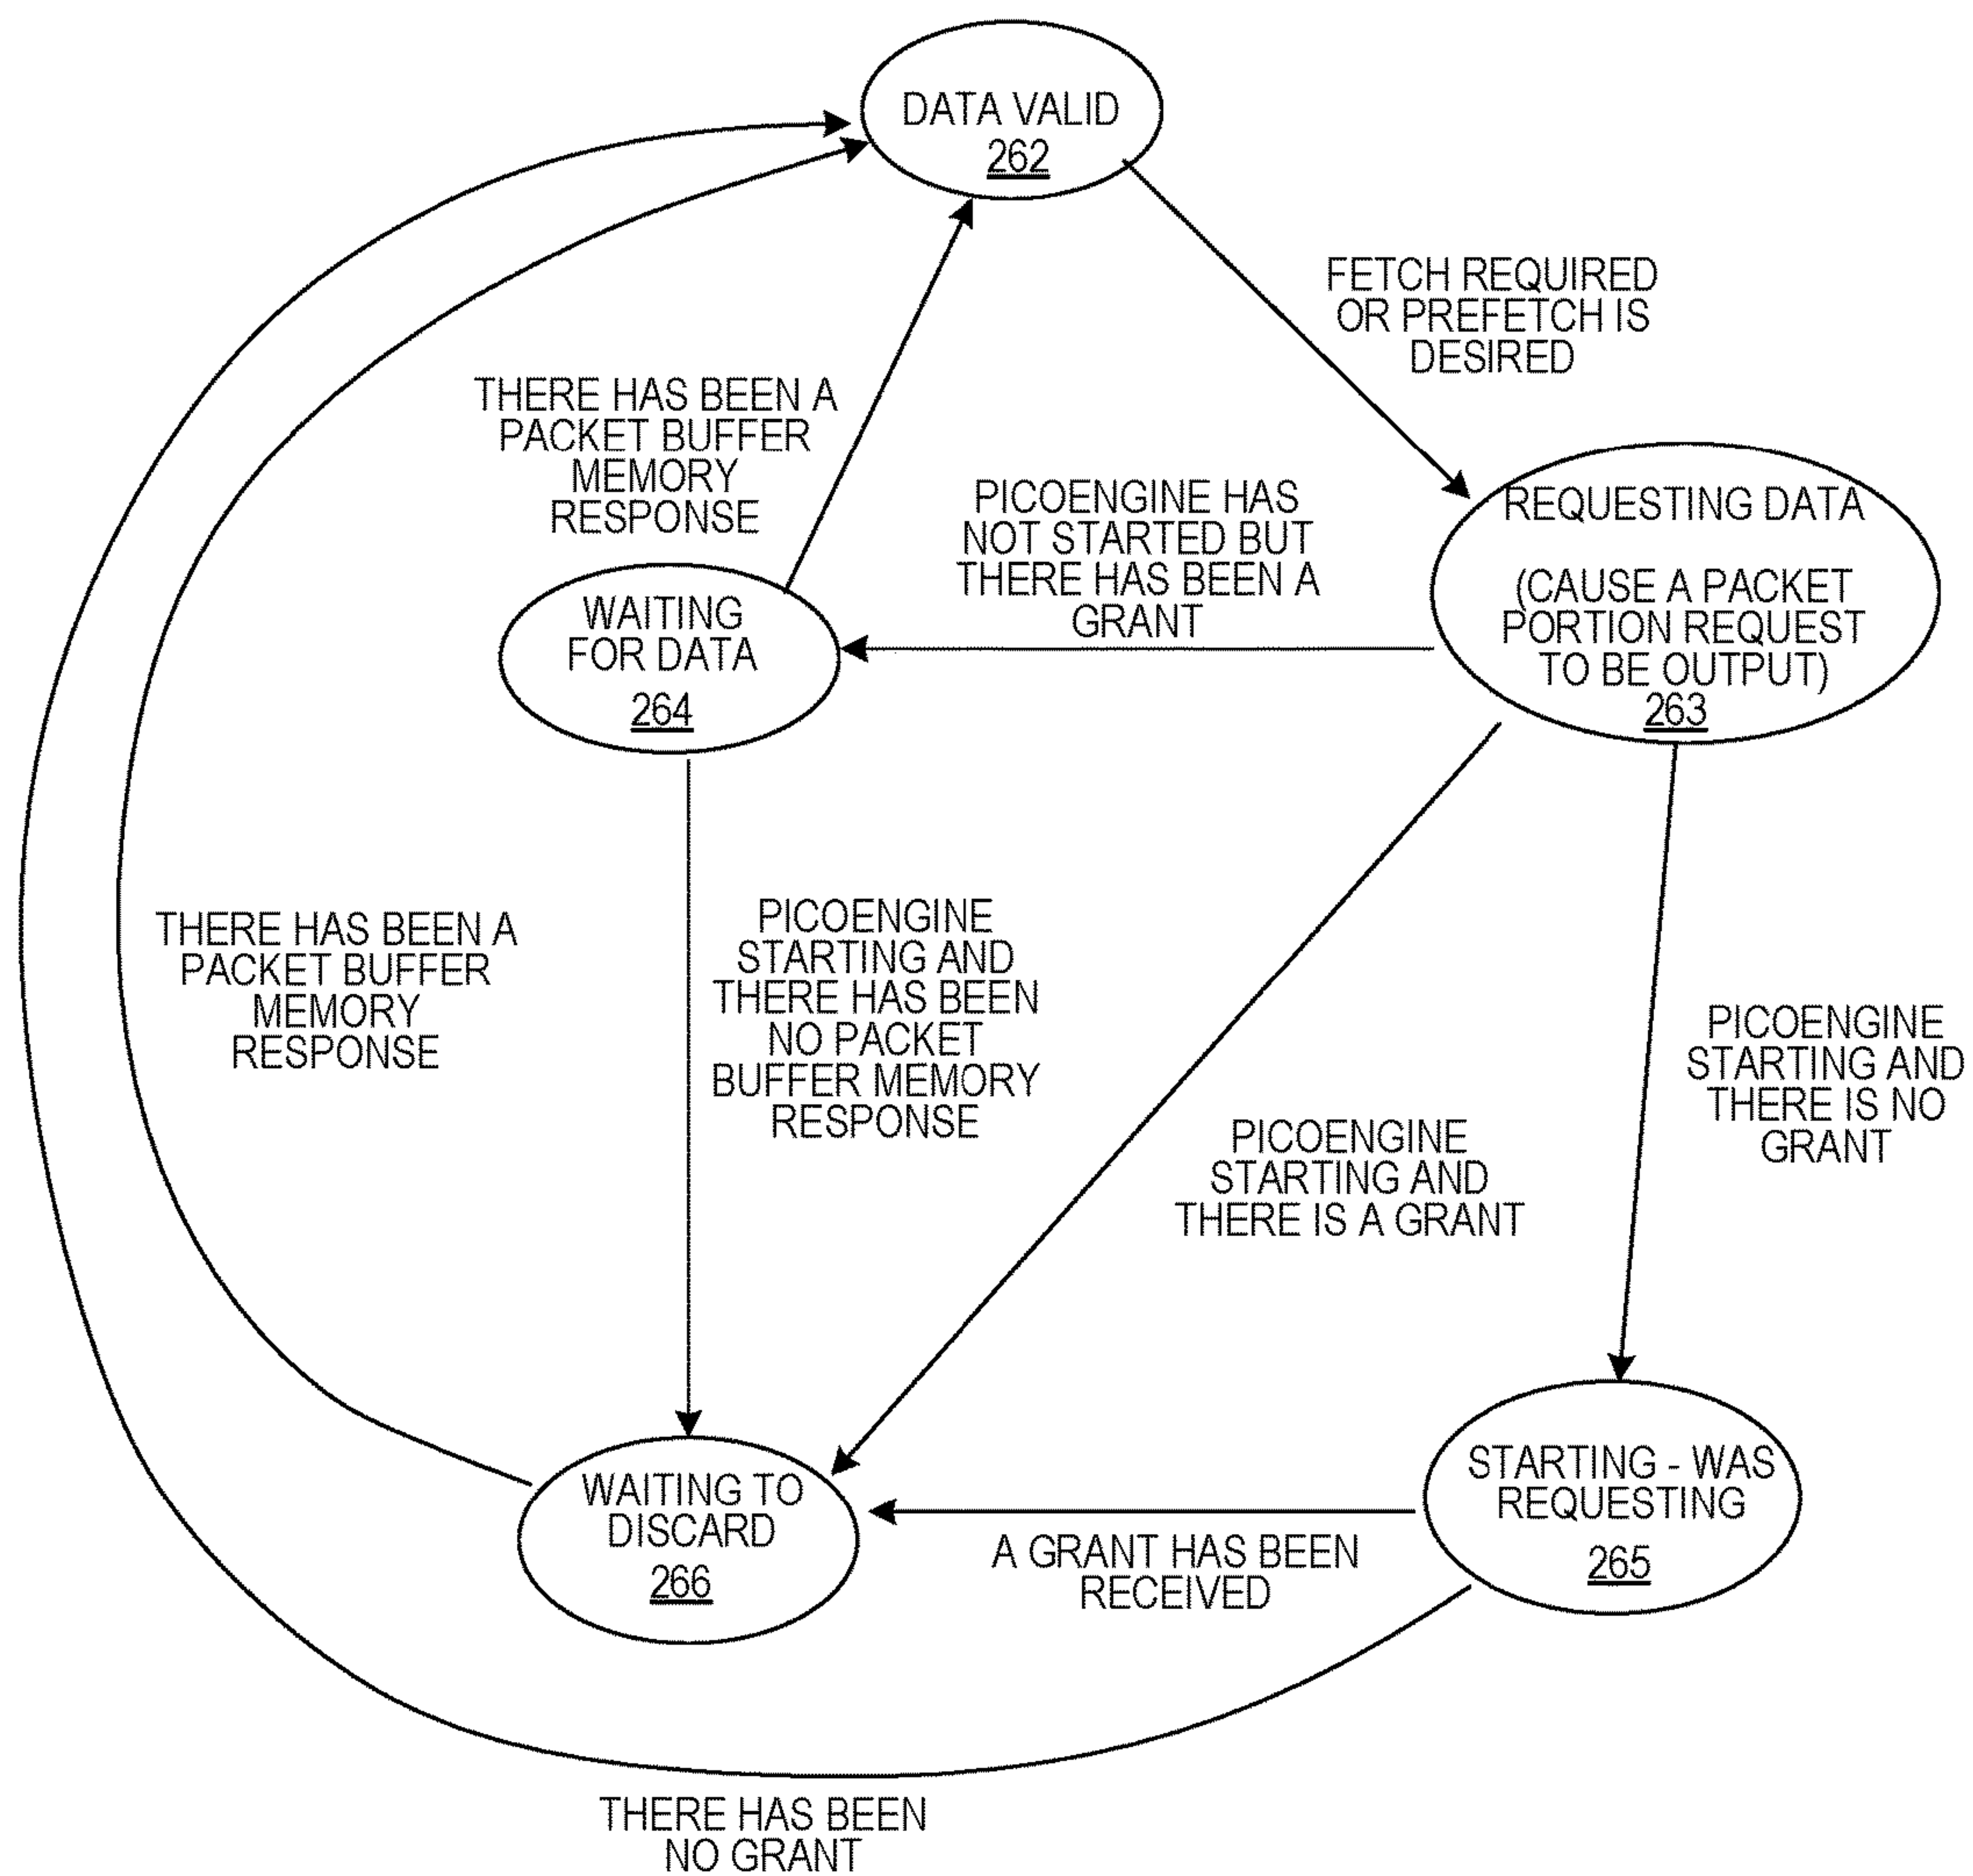 DATA VALID
262
FETCH REQUIRED
OR PREFETCH IS
DESIRED
THERE HAS BEEN A
PACKET BUFFER
MEMORY
RESPONSE
PICOENGINE HAS
NOT STARTED BUT
THERE HAS BEEN A
GRANT
REQUESTING DATA
(CAUSE A PACKET
PORTION REQUEST
TO BE OUTPUT)
263
WAITING
FOR DATA
264
THERE HAS BEEN A
PACKET BUFFER
MEMORY
RESPONSE
PICOENGINE
STARTING AND
THERE HAS BEEN
NO PACKET
BUFFER MEMORY
RESPONSE
PICOENGINE
STARTING AND
THERE IS A GRANT
PICOENGINE
STARTING AND
THERE IS NO
GRANT
WAITING TO
DISCARD
266
A GRANT HAS BEEN
RECEIVED
STARTING - WAS
REQUESTING
265
THERE HAS BEEN
NO GRANT